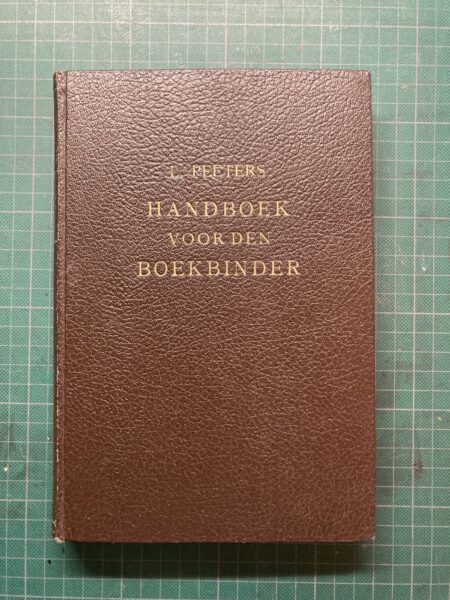 L. PEETERS
HANDBOEK
VOOR DEN
BOEKBINDER